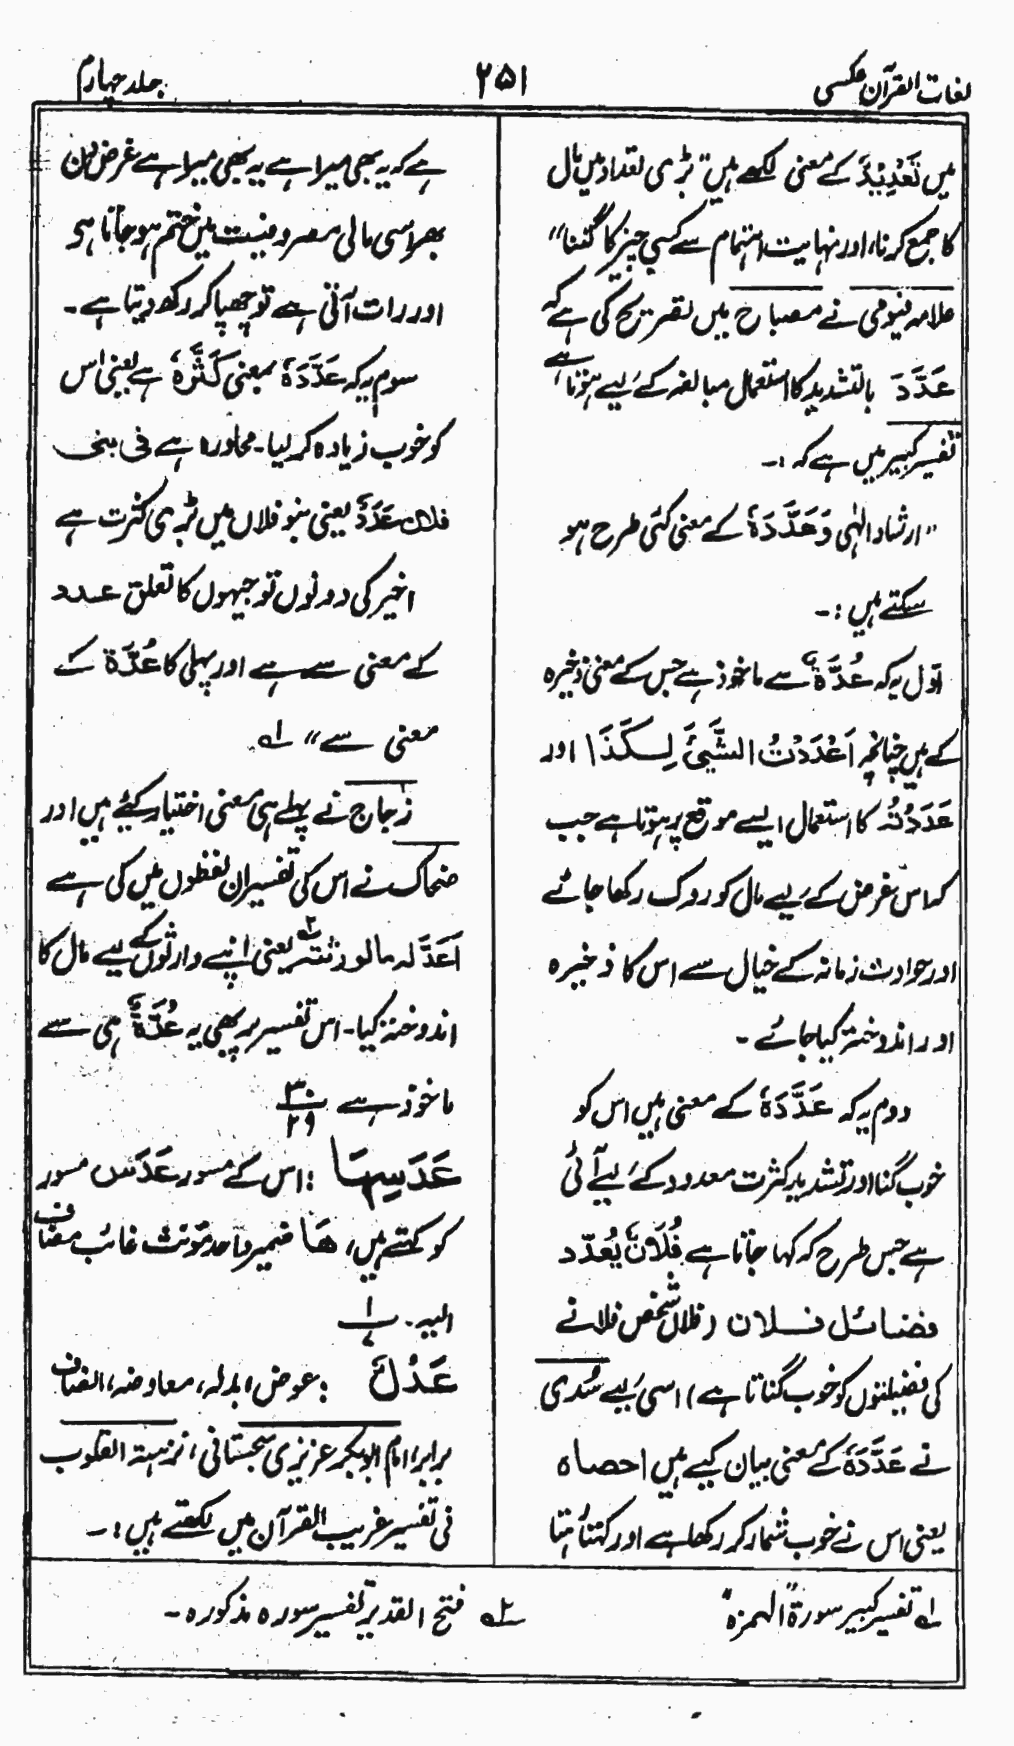 لغات القرآن عکسی
۲۵۱
جلد چہارم
میں تَعْدِیْدَ کے معنی لکھے ہیں "بڑی تعداد میں مال
کا جمع کرنا، اور نہایت اہتمام سے کسی چیز کا گننا"
علامہ فیومی نے مصباح میں تصریح کی ہے کہ
عَدَّدَ بالتشدید کا استعمال مبالغہ کے لیے ہوتا ہے
تفسیر کبیر میں ہے کہ :۔
"ارشاد الٰہی وَعَدَّدَہٗ کے معنی کئی طرح ہو
سکتے ہیں :۔
اوّل یہ کہ عُدَّۃٌ سے ماخوذ ہے جس کے معنی ذخیرہ
کے ہیں چنانچہ اَعْدَدْتُ الشَّیْئَ لِکَذَا اور
عَدَدْتُہ کا استعمال ایسے موقع پر ہوتا ہے جب
کہ اس غرض کے لیے مال کو روک رکھا جائے
اور حوادث زمانہ کے خیال سے اس کا ذخیرہ
اور اندوختہ کیا جائے ۔
دوم یہ کہ عَدَّدَہٗ کے معنی ہیں اس کو
خوب گنا اور تشدید کثرت معدود کے لیے آئی
ہے جس طرح کہ کہا جاتا ہے فُلَانٌ یُعَدّد
فضائل فلان (فلاں شخص فلانے
کی فضیلتوں کو خوب گناتا ہے) اسی لیے سُدی
نے عَدَّدَہٗ کے معنی بیان کیے ہیں احصاہ
یعنی اس نے خوب شمار کر رکھا ہے اور کہتا رہتا
ہے کہ یہ بھی میرا ہے یہ بھی میرا ہے غرض دن
بھر اسی مالی مصروفیت میں ختم ہو جاتا ہو
اور رات آتی ہے تو چھپا کر رکھ دیتا ہے ۔
سوم یہ کہ عَدَّدَہٗ بمعنی کَثَّرَہٗ ہے یعنی اس
کو خوب زیادہ کر لیا۔ محاورہ ہے فی بنی
فلان عَدَدٌ یعنی بنو فلاں میں بڑی کثرت ہے
اخیر کی دونوں توجیہوں کا تعلق عدد
کے معنی سے ہے اور پہلی کا عُدَّۃ کے
معنی سے" ۱ے
زجاج نے پہلے ہی معنی اختیار کئے ہیں اور
ضحاک نے اس کی تفسیر ان لفظوں میں کی ہے
اَعَدَّ لہ مالہ ورثتہ ۲ے یعنی اپنے وارثوں کے لیے مال کا
اندوختہ کیا۔ اس تفسیر پر بھی یہ عُدَّۃٌ ہی سے
ماخوذ ہے ۳۰/۲۹
عَدَسِہَا : اس کے مسور عَدَس مسور
کو کہتے ہیں، ھَا ضمیر واحد مؤنث غائب مضاف
الیہ۔ ۱/۷
عَدْلٌ : عوض، بدلہ، معاوضہ، انصاف
برابر، امام ابوبکر عزیزی سجستانی، نزہتہ القلوب
فی تفسیر غریب القرآن میں لکھتے ہیں :۔
۱ے تفسیر کبیر سورۃ "الہمزہ"
۲ے فتح القدیر تفسیر سورہ مذکورہ ۔